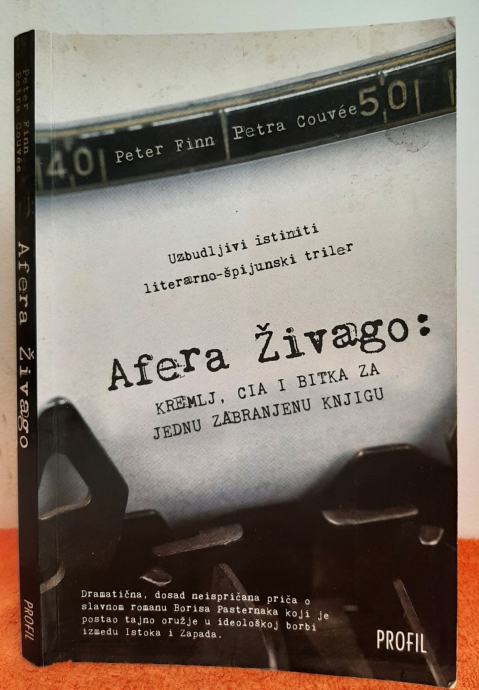 Peter Finn
Petra Couvée
Afera Živago
PROFIL
40
Peter Finn
Petra Couvée
50
Uzbudljivi istiniti
literarno-špijunski triler
Afera Živago:
KREMLJ, CIA I BITKA ZA
JEDNU ZABRANJENU KNJIGU
Dramatična, dosad neispričana priča o
slavnom romanu Borisa Pasternaka koji je
postao tajno oružje u ideološkoj borbi
između Istoka i Zapada.
PROFIL